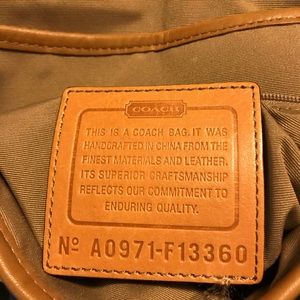 COACH
THIS IS A COACH BAG. IT WAS
HANDCRAFTED IN CHINA FROM THE
FINEST MATERIALS AND LEATHER.
ITS SUPERIOR CRAFTSMANSHIP
REFLECTS OUR COMMITMENT TO
ENDURING QUALITY.
Nº A0971-F13360